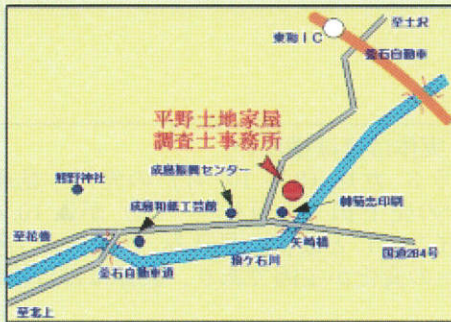 至土沢
東和IC
釜石自動車
平野土地家屋
調査士事務所
成島振興センター
熊野神社
成島和紙工芸館
㈱菊忠印刷
至花巻
矢崎橋
国道284号
釜石自動車道
猿ケ石川
至北上